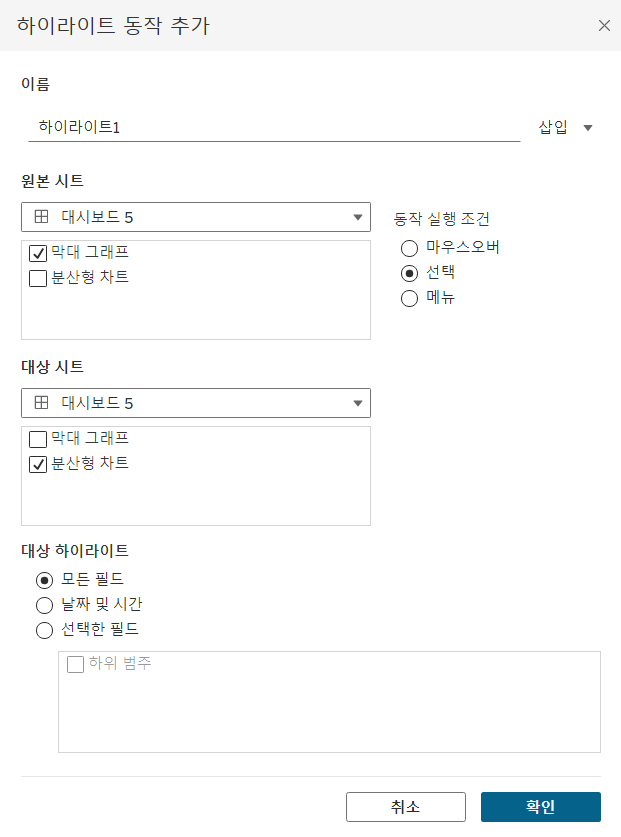 하이라이트 동작 추가
이름
하이라이트1
삽입
원본 시트
대시보드 5
막대 그래프
분산형 차트
동작 실행 조건
마우스오버
선택
메뉴
대상 시트
대시보드 5
막대 그래프
분산형 차트
대상 하이라이트
모든 필드
날짜 및 시간
선택한 필드
하위 범주
취소
확인